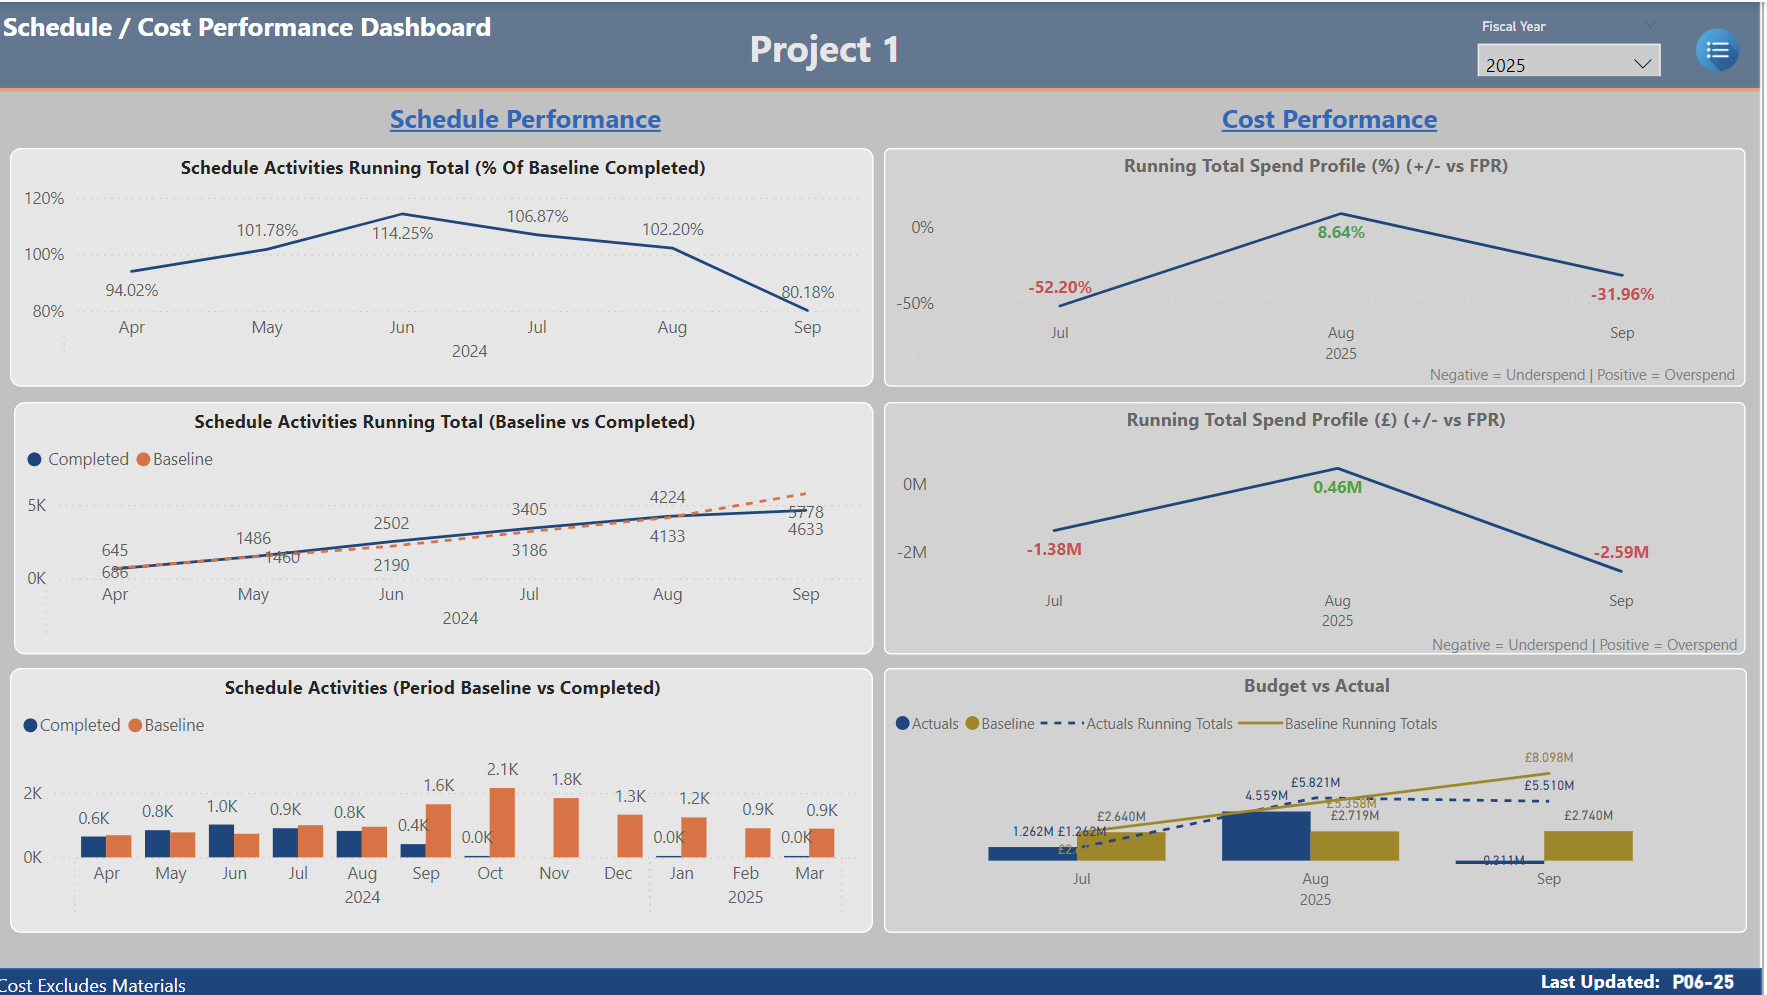 Schedule / Cost Performance Dashboard
Project 1
Fiscal Year
2025
Schedule Performance
Cost Performance
Schedule Activities Running Total (% Of Baseline Completed)
120%
100%
80%
94.02%
101.78%
114.25%
106.87%
102.20%
80.18%
Apr May Jun Jul Aug Sep
2024
Running Total Spend Profile (%) (+/- vs FPR)
0%
-50%
-52.20%
8.64%
-31.96%
Jul Aug Sep
2025
Negative = Underspend | Positive = Overspend
Schedule Activities Running Total (Baseline vs Completed)
Completed Baseline
5K
0K
645
686
1486
1460
2502
2190
3405
3186
4224
4133
5778
4633
Apr May Jun Jul Aug Sep
2024
Running Total Spend Profile (£) (+/- vs FPR)
0M
-2M
-1.38M
0.46M
-2.59M
Jul Aug Sep
2025
Negative = Underspend | Positive = Overspend
Schedule Activities (Period Baseline vs Completed)
Completed Baseline
2K
0K
0.6K
0.8K
1.0K
0.9K
0.8K
0.4K
1.6K
0.0K
2.1K
1.8K
1.3K
0.0K
1.2K
0.9K
0.0K
0.9K
Apr May Jun Jul Aug Sep Oct Nov Dec Jan Feb Mar
2024 2025
Budget vs Actual
Actuals Baseline Actuals Running Totals Baseline Running Totals
1.262M £1.262M
£2.640M
4.559M
£5.821M
£5.358M
£2.719M
£8.098M
£5.510M
£2.740M
0.311M
Jul Aug Sep
2025
Cost Excludes Materials
Last Updated: P06-25